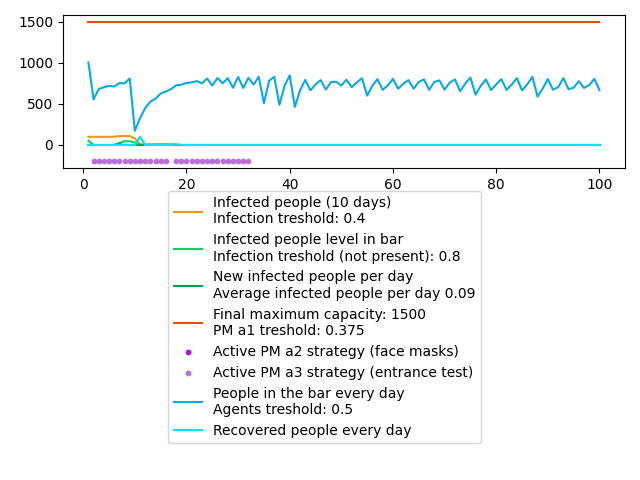 1500
1000
500
0
0 20 40 60 80 100
Infected people (10 days)
Infection treshold: 0.4
Infected people level in bar
Infection treshold (not present): 0.8
New infected people per day
Average infected people per day 0.09
Final maximum capacity: 1500
PM a1 treshold: 0.375
Active PM a2 strategy (face masks)
Active PM a3 strategy (entrance test)
People in the bar every day
Agents treshold: 0.5
Recovered people every day